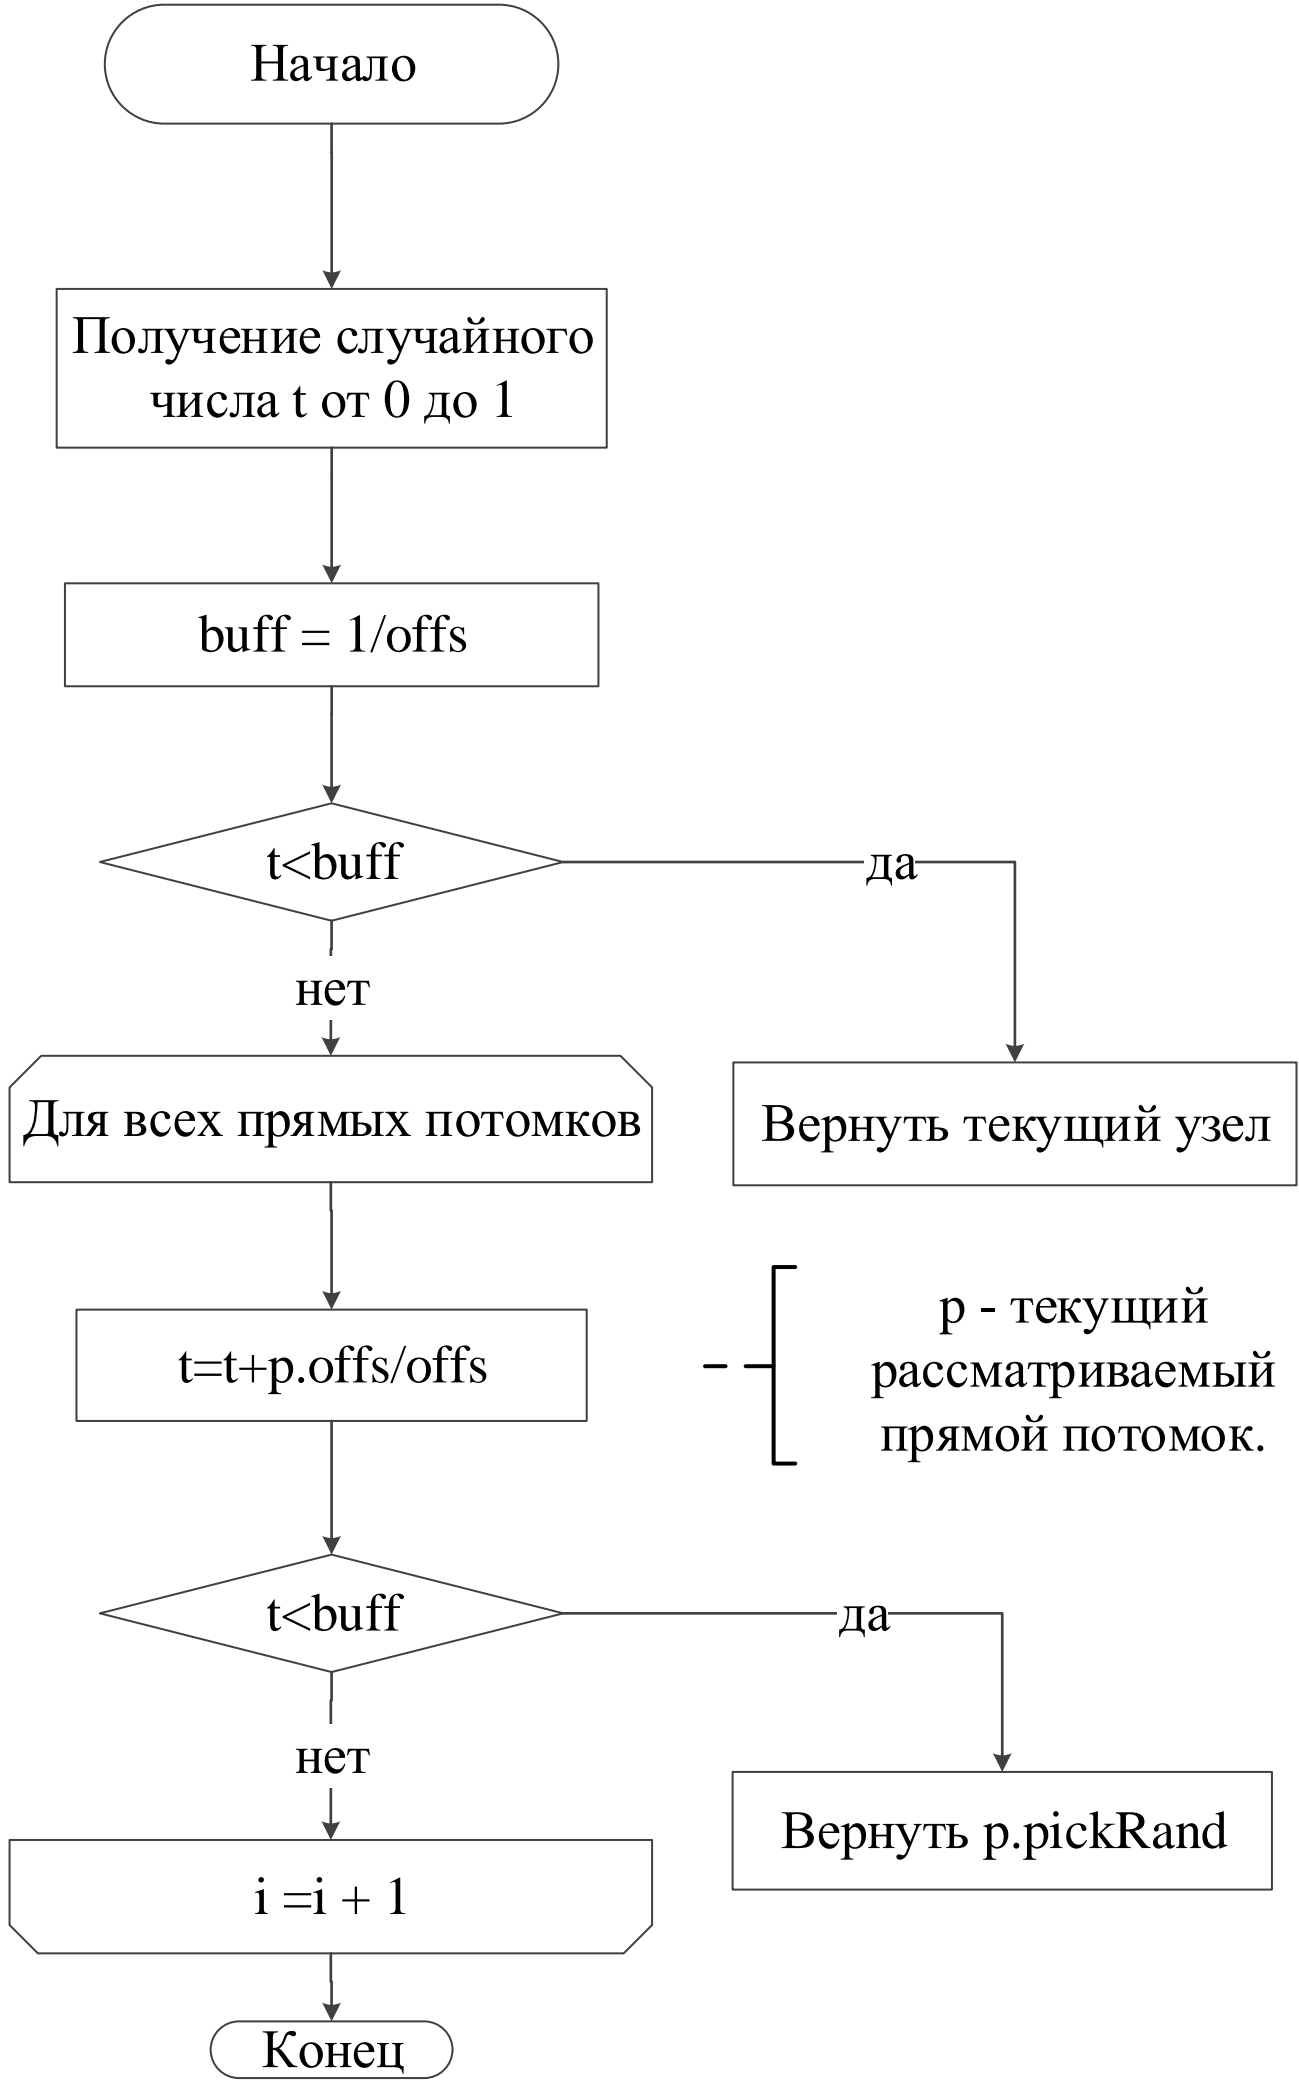 Начало
Получение случайного
числа t от 0 до 1
buff = 1/offs
t<buff
да
нет
Для всех прямых потомков
Вернуть текущий узел
t=t+p.offs/offs
p - текущий
рассматриваемый
прямой потомок.
t<buff
да
нет
Вернуть p.pickRand
i =i + 1
Конец